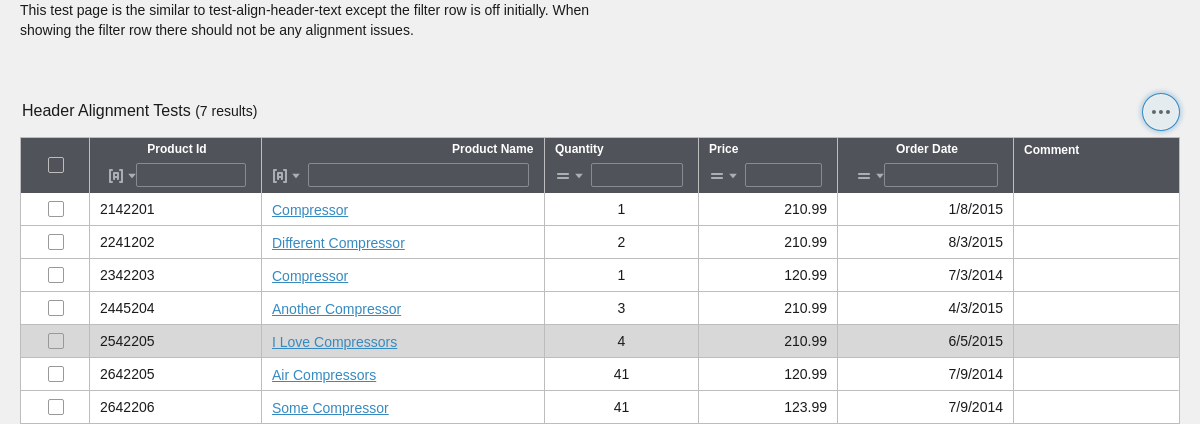 This test page is the similar to test-align-header-text except the filter row is off initially. When
showing the filter row there should not be any alignment issues.
Header Alignment Tests (7 results)
Product Id Product Name Quantity Price Order Date Comment
2142201 Compressor 1 210.99 1/8/2015
2241202 Different Compressor 2 210.99 8/3/2015
2342203 Compressor 1 120.99 7/3/2014
2445204 Another Compressor 3 210.99 4/3/2015
2542205 I Love Compressors 4 210.99 6/5/2015
2642205 Air Compressors 41 120.99 7/9/2014
2642206 Some Compressor 41 123.99 7/9/2014